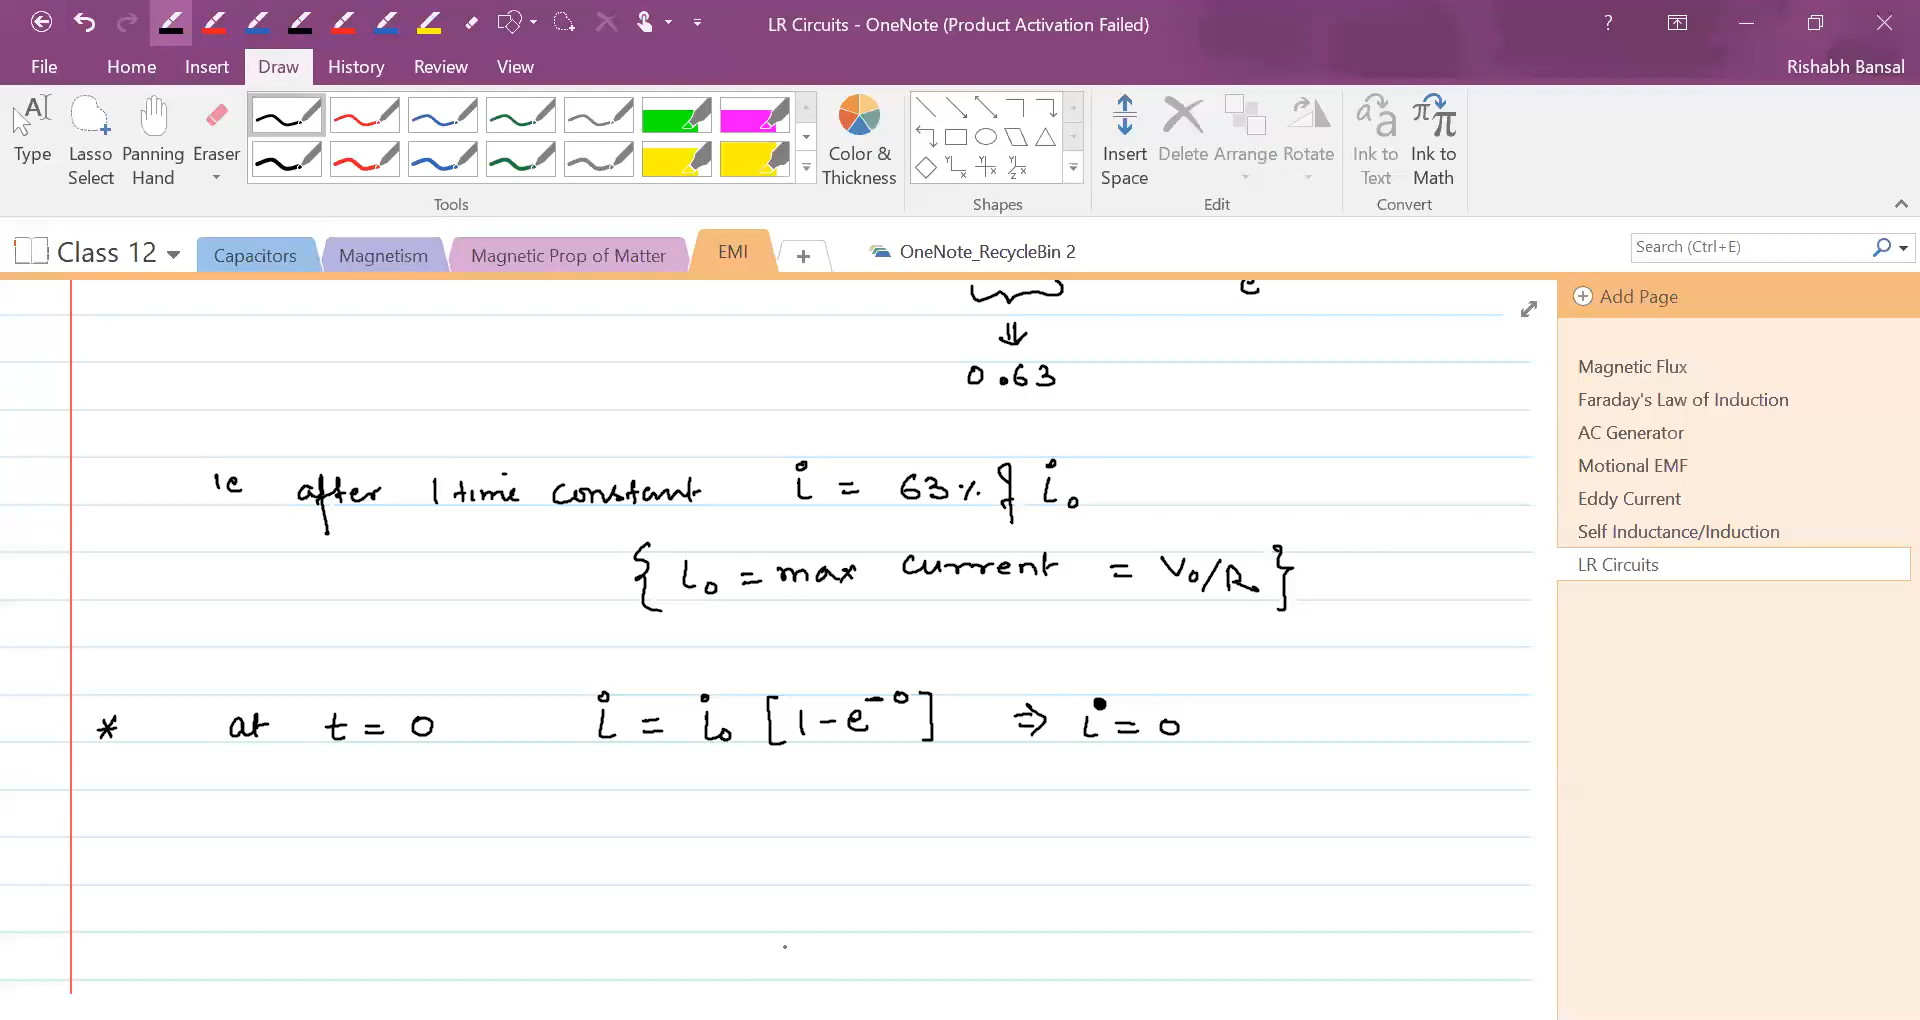 LR Circuits - OneNote (Product Activation Failed)
?
File Home Insert Draw History Review View
Rishabh Bansal
Type
Lasso Select
Panning Hand
Eraser
Color & Thickness
Insert Space
Delete
Arrange
Rotate
Ink to Text
Ink to Math
Tools
Shapes
Edit
Convert
Class 12
Capacitors
Magnetism
Magnetic Prop of Matter
EMI
+
OneNote_RecycleBin 2
Search (Ctrl+E)
Add Page
Magnetic Flux
Faraday's Law of Induction
AC Generator
Motional EMF
Eddy Current
Self Inductance/Induction
LR Circuits
⇓
0.63
ie after 1 time constant i = 63% of i₀
{ i₀ = max current = V₀/R }
* at t = 0 i = i₀ [1 - e⁻⁰] ⇒ i = 0